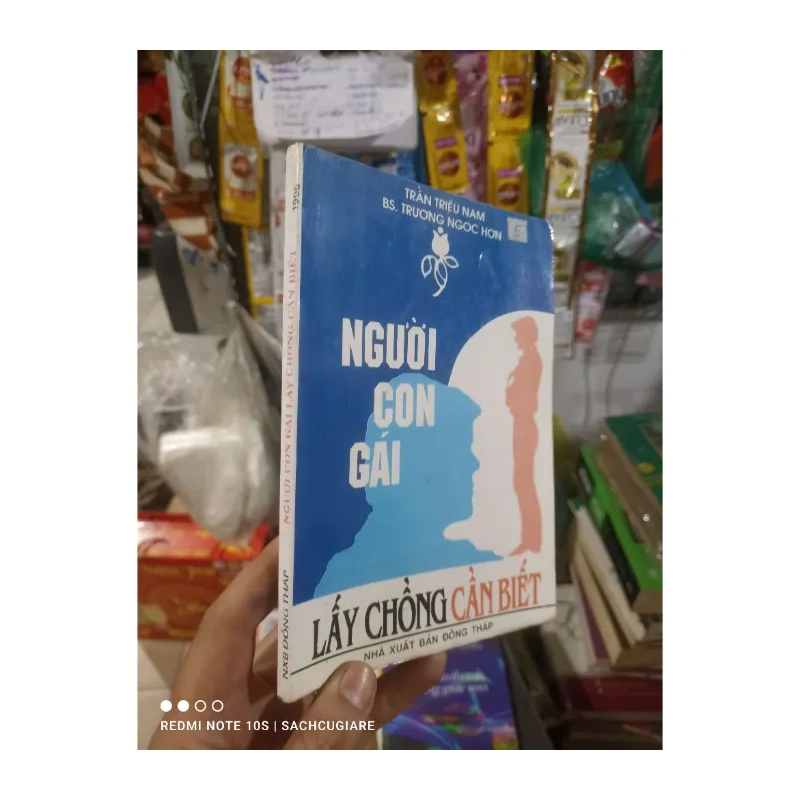 TRẦN TRIỆU NAM
BS. TRƯƠNG NGỌC HƠN
NGƯỜI
CON
GÁI
LẤY CHỒNG CẦN BIẾT
NHÀ XUẤT BẢN ĐỒNG THÁP
1996
NGƯỜI CON GÁI LẤY CHỒNG CẦN BIẾT
NXB ĐỒNG THÁP
REDMI NOTE 10S | SACHCUGIARE